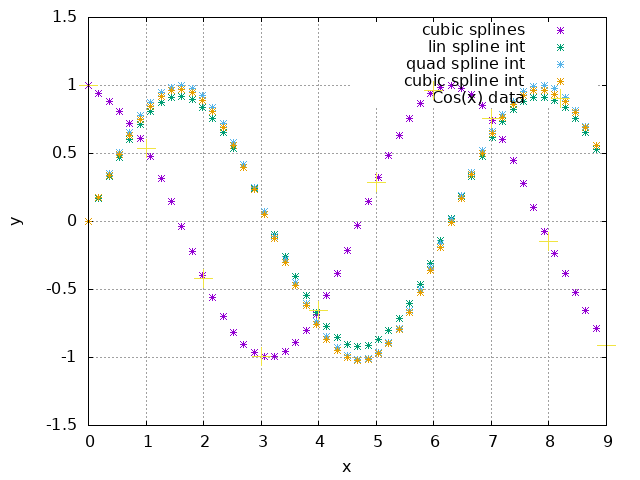 1.5
1
0.5
0
-0.5
-1
-1.5
y
0 1 2 3 4 5 6 7 8 9
x
cubic splines
lin spline int
quad spline int
cubic spline int
Cos(x) data